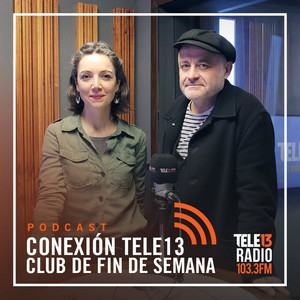 PODCAST
CONEXIÓN TELE13
CLUB DE FIN DE SEMANA
TELE13
RADIO
103.3FM